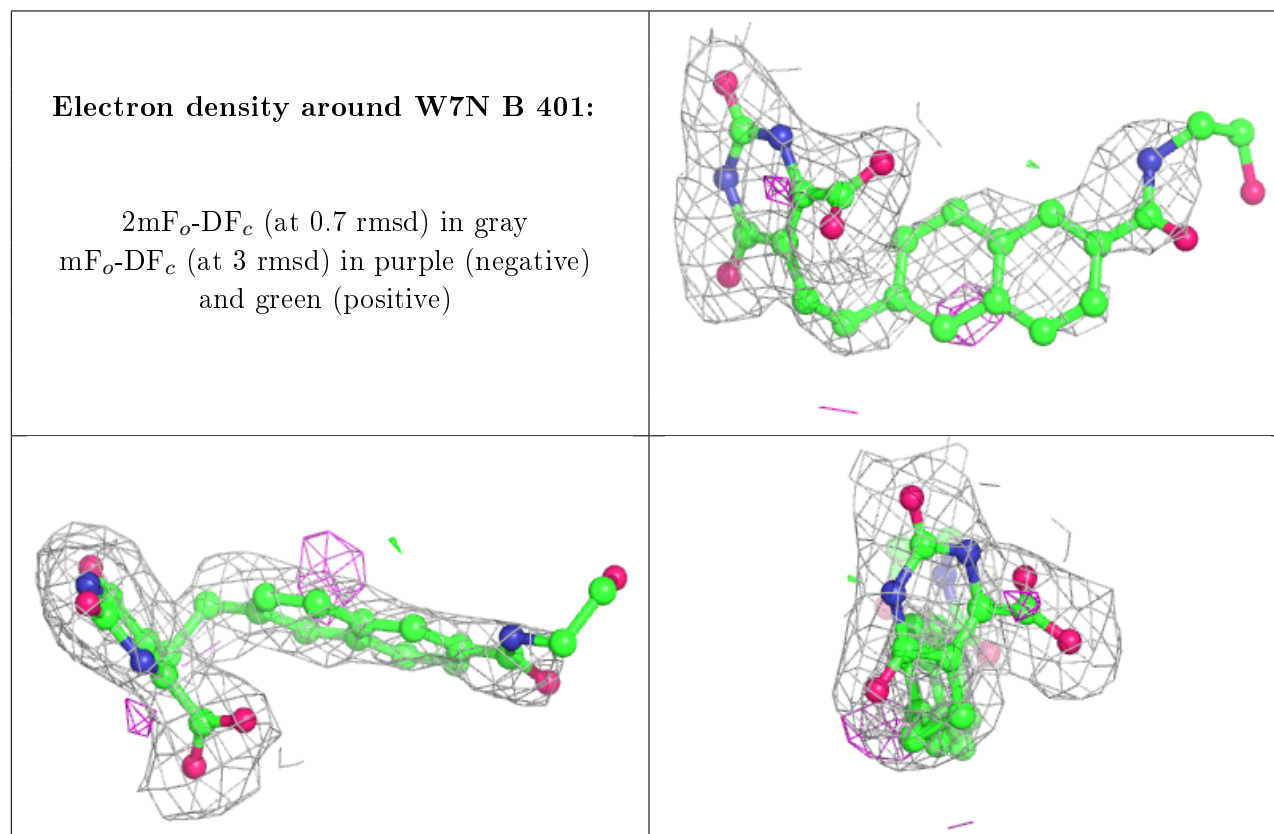 Electron density around W7N B 401:
2mFo-DFc (at 0.7 rmsd) in gray
mFo-DFc (at 3 rmsd) in purple (negative)
and green (positive)